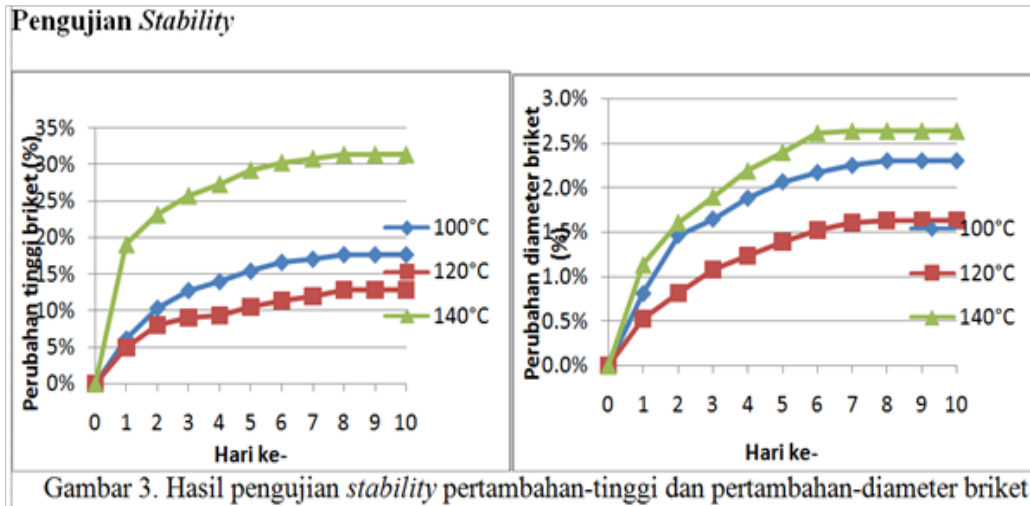 Pengujian Stability
Perubahan tinggi briket (%)
35%
30%
25%
20%
15%
10%
5%
0%
0 1 2 3 4 5 6 7 8 9 10
Hari ke-
100°C
120°C
140°C
Perubahan diameter briket
(%)
3.0%
2.5%
2.0%
1.5%
1.0%
0.5%
0.0%
0 1 2 3 4 5 6 7 8 9 10
Hari ke-
100°C
120°C
140°C
Gambar 3. Hasil pengujian stability pertambahan-tinggi dan pertambahan-diameter briket